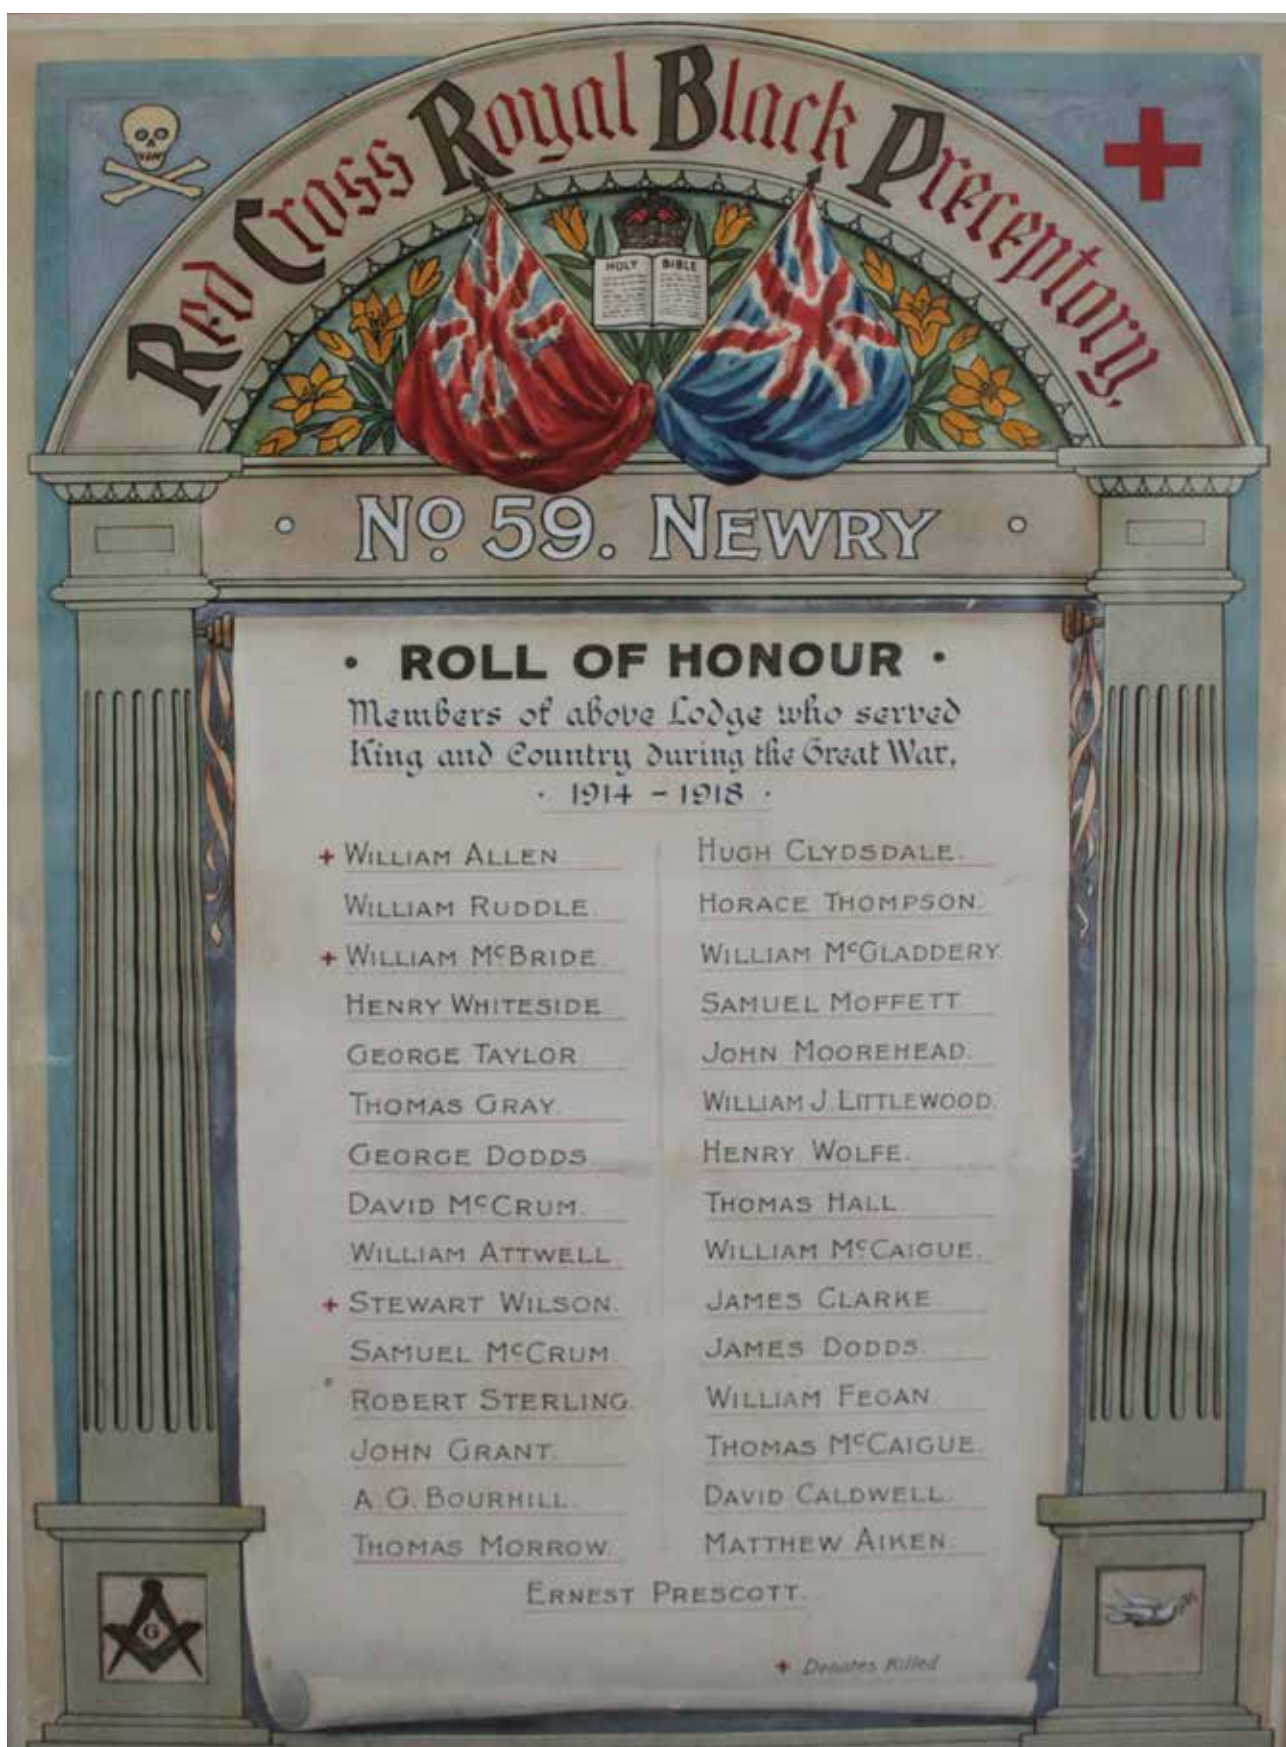 Red Cross Royal Black Preceptory,
HOLY BIBLE
No 59. NEWRY
• ROLL OF HONOUR •
Members of above Lodge who served
King and Country during the Great War,
· 1914 – 1918 ·
+ WILLIAM ALLEN
WILLIAM RUDDLE.
+ WILLIAM McBRIDE.
HENRY WHITESIDE
GEORGE TAYLOR
THOMAS GRAY.
GEORGE DODDS
DAVID McCRUM.
WILLIAM ATTWELL.
+ STEWART WILSON.
SAMUEL McCRUM.
ROBERT STERLING.
JOHN GRANT.
A. G. BOURHILL.
THOMAS MORROW.
HUGH CLYDSDALE.
HORACE THOMPSON.
WILLIAM McGLADDERY.
SAMUEL MOFFETT
JOHN MOOREHEAD.
WILLIAM J LITTLEWOOD.
HENRY WOLFE.
THOMAS HALL.
WILLIAM McCAIGUE.
JAMES CLARKE
JAMES DODDS.
WILLIAM FEGAN
THOMAS McCAIGUE.
DAVID CALDWELL.
MATTHEW AIKEN.
ERNEST PRESCOTT.
+ Denotes Killed
G